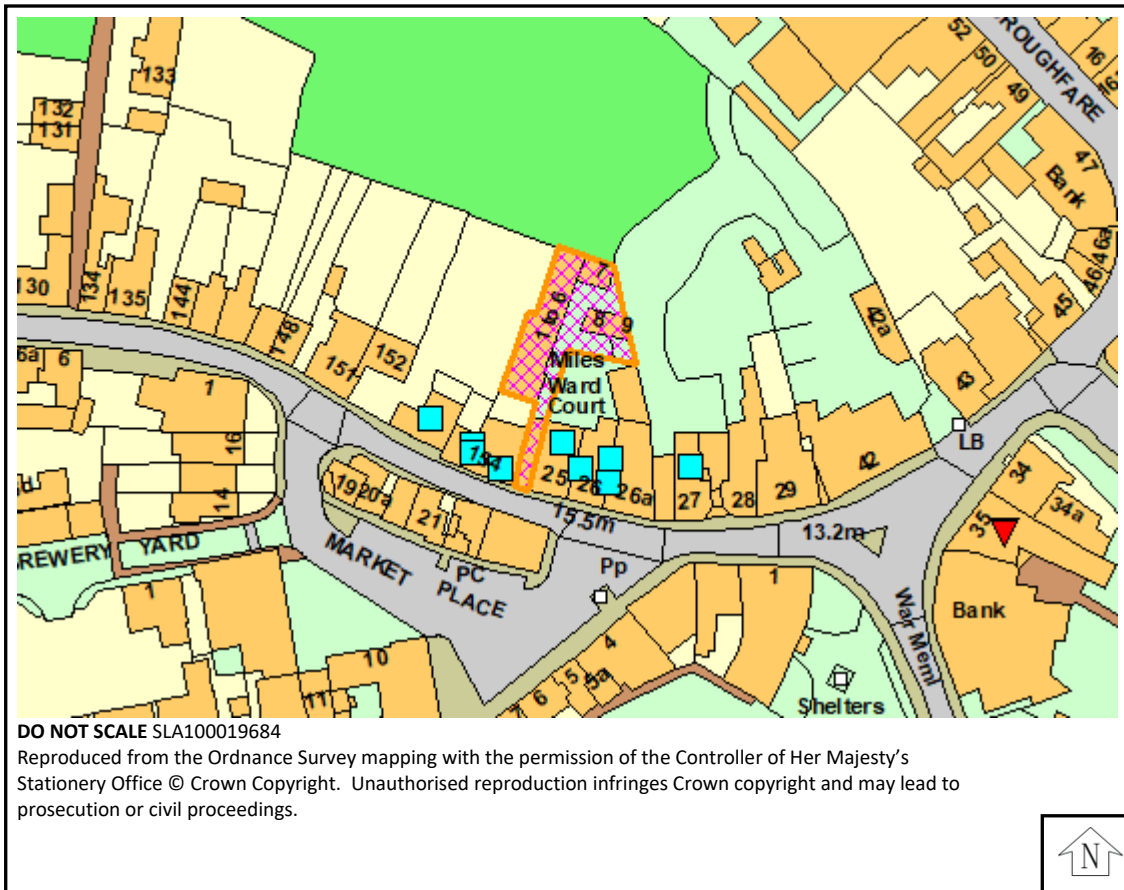 133
132
131
130
134
135
144
148
151
152
6
1
16
14
YARD
1
10
11
19
20a
21
MARKET
PLACE
PC
15.5m
Pp
25
26
26a
27
28
29
42
13.2m
42a
43
LB
45
46
46a
47
Bank
49
50
52
16
7
6
8
9
Miles
Ward
Court
34
34a
35
Bank
War Meml
Shelters
1
4
5
5a
6
DO NOT SCALE SLA100019684
Reproduced from the Ordnance Survey mapping with the permission of the Controller of Her Majesty's
Stationery Office © Crown Copyright. Unauthorised reproduction infringes Crown copyright and may lead to
prosecution or civil proceedings.
N